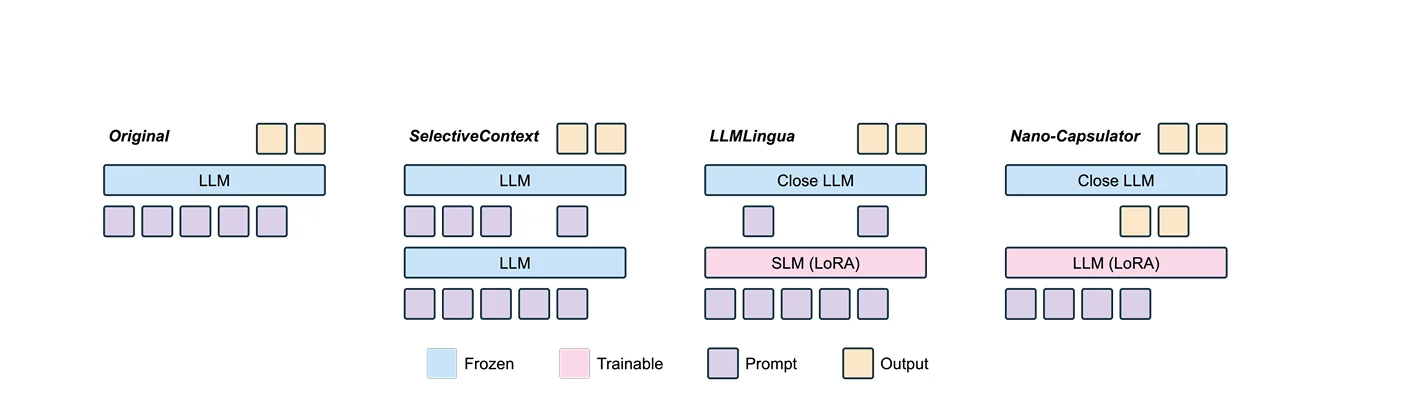 Original
LLM
SelectiveContext
LLM
LLM
LLMLingua
Close LLM
SLM (LoRA)
Nano-Capsulator
Close LLM
LLM (LoRA)
Frozen
Trainable
Prompt
Output